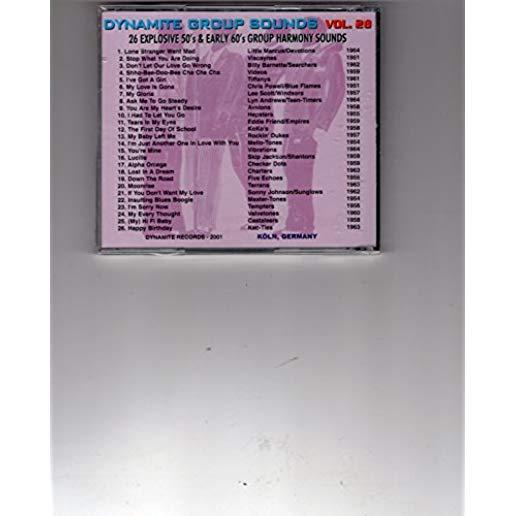 DYNAMITE GROUP SOUNDS VOL. 28
26 EXPLOSIVE 50's & EARLY 60's GROUP HARMONY SOUNDS
1. Lone Stranger Went Mad Little Marcus/Devotions 1964
2. Stop What You Are Doing Viscaynes 1961
3. Don't Let Our Love Go Wrong Billy Barnette/Searchers 1962
4. Shhh-Bee-Doo-Bee Cha Cha Cha Videos 1959
5. I've Got A Girl Tiffanys 1961
6. My Love Is Gone Chris Powell/Blue Flames 1951
7. My Gloria Lee Scott/Windsors 1957
8. Ask Me To Go Steady Lyn Andrews/Teen-Timers 1964
9. You Are My Heart's Desire Avnions 1958
10. I Had To Let You Go Hepsters 1955
11. Tears In My Eyes Eddie Friend/Empires 1959
12. The First Day Of School KoKo's 1958
13. My Baby Left Me Rockin' Dukes 1957
14. I'm Just Another One In Love With You Mello-Tones 1954
15. You're Mine Vibrations 1964
16. Lucille Skip Jackson/Shantons 1959
17. Alpha Omega Checker Dots 1959
18. Lost In A Dream Charters 1963
19. Down The Road Five Echoes
20. Moonrise Terrans 1963
21. If You Don't Want My Love Sonny Johnson/Sunglows 1962
22. Insulting Blues Boogie Master-Tones 1954
23. I'm Sorry Now Tempters 1958
24. My Every Thought Velvetones 1960
25. (My) Hi Fi Baby Castaleers 1958
26. Happy Birthday Kac-Ties 1963
DYNAMITE RECORDS - 2001 KÖLN, GERMANY